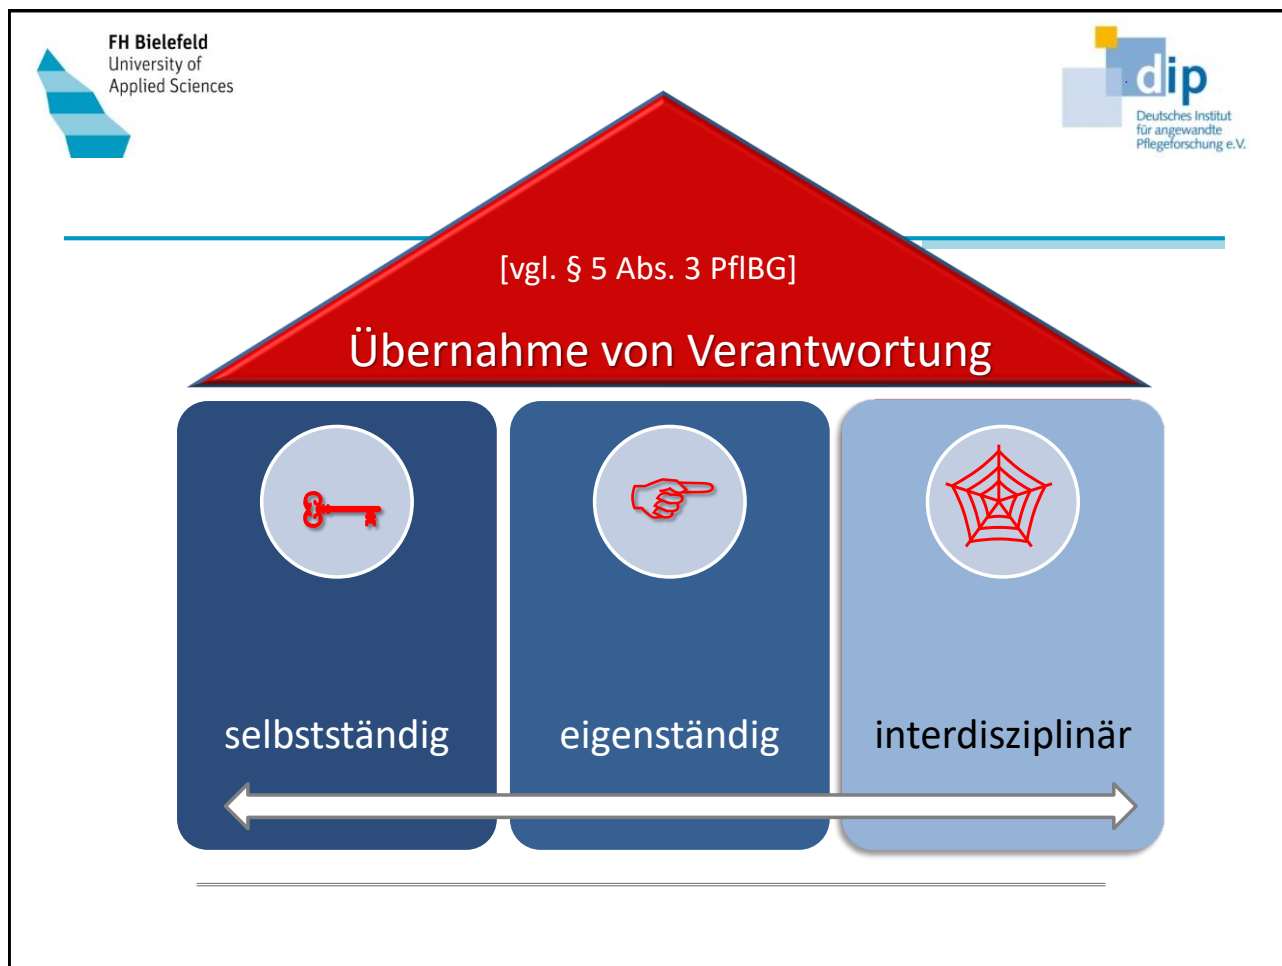 FH Bielefeld
University of
Applied Sciences
dip
Deutsches Institut
für angewandte
Pflegeforschung e.V.
[vgl. § 5 Abs. 3 PflBG]
Übernahme von Verantwortung
selbstständig
eigenständig
interdisziplinär